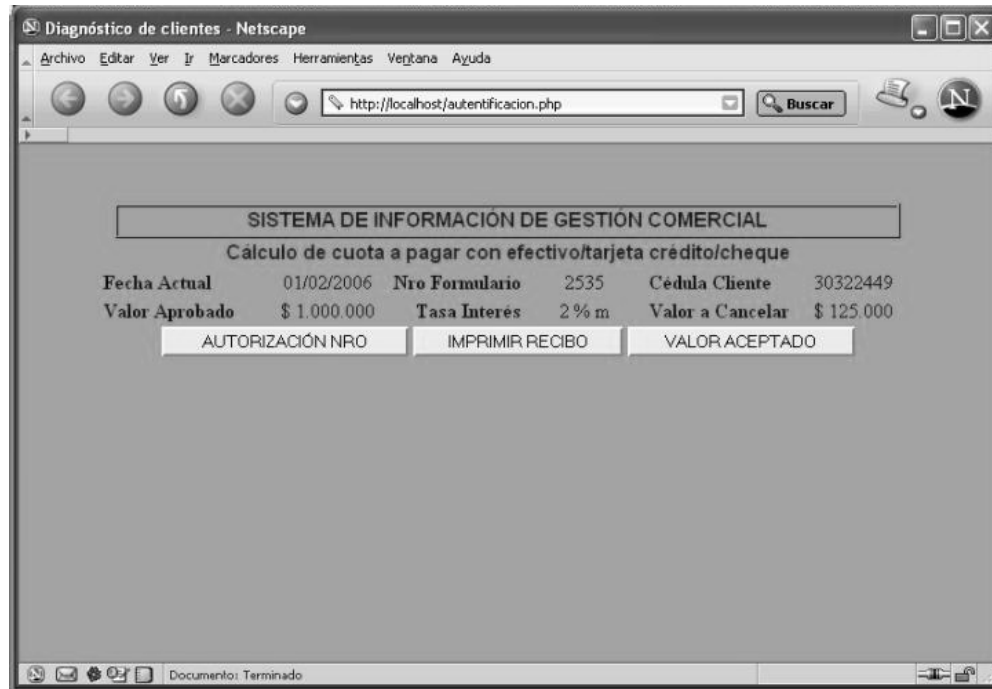 Diagnóstico de clientes - Netscape
Archivo Editar Ver Ir Marcadores Herramientas Ventana Ayuda
http://localhost/autentificacion.php Buscar N
SISTEMA DE INFORMACIÓN DE GESTIÓN COMERCIAL
Cálculo de cuota a pagar con efectivo/tarjeta crédito/cheque
Fecha Actual 01/02/2006 Nro Formulario 2535 Cédula Cliente 30322449
Valor Aprobado $ 1.000.000 Tasa Interés 2 % m Valor a Cancelar $ 125.000
AUTORIZACIÓN NRO IMPRIMIR RECIBO VALOR ACEPTADO
Documento: Terminado